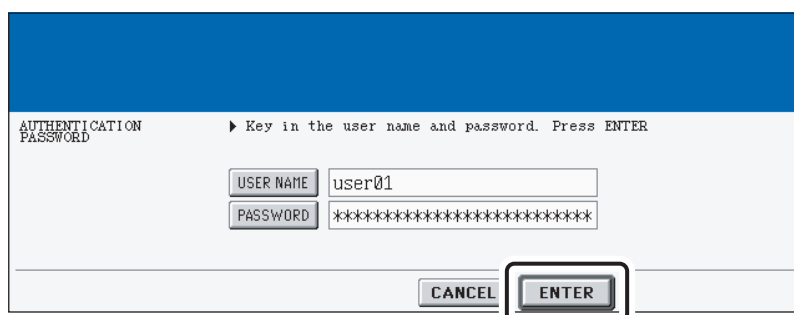 AUTHENTICATION
PASSWORD
Key in the user name and password. Press ENTER
USER NAME user01
PASSWORD **************************
CANCEL ENTER